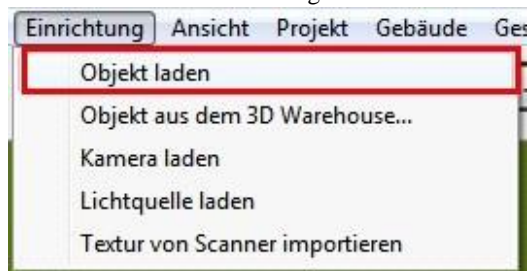 Einrichtung Ansicht Projekt Gebäude
Objekt laden
Objekt aus dem 3D Warehouse...
Kamera laden
Lichtquelle laden
Textur von Scanner importieren